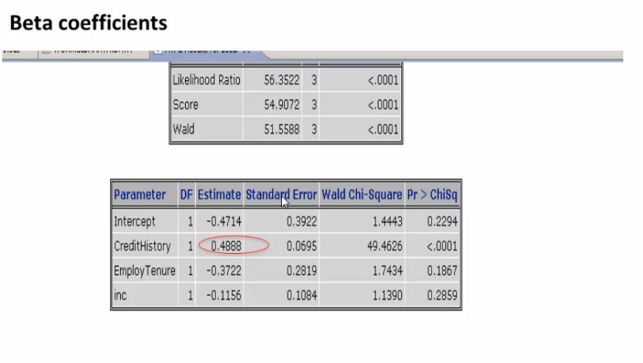 Beta coefficients
Likelihood Ratio 56.3522 3 <.0001
Score 54.9072 3 <.0001
Wald 51.5588 3 <.0001
Parameter DF Estimate Standard Error Wald Chi-Square Pr > ChiSq
Intercept 1 -0.4714 0.3922 1.4443 0.2294
CreditHistory 1 0.4888 0.0695 49.4626 <.0001
EmployTenure 1 -0.3722 0.2819 1.7434 0.1867
inc 1 -0.1156 0.1084 1.1390 0.2859